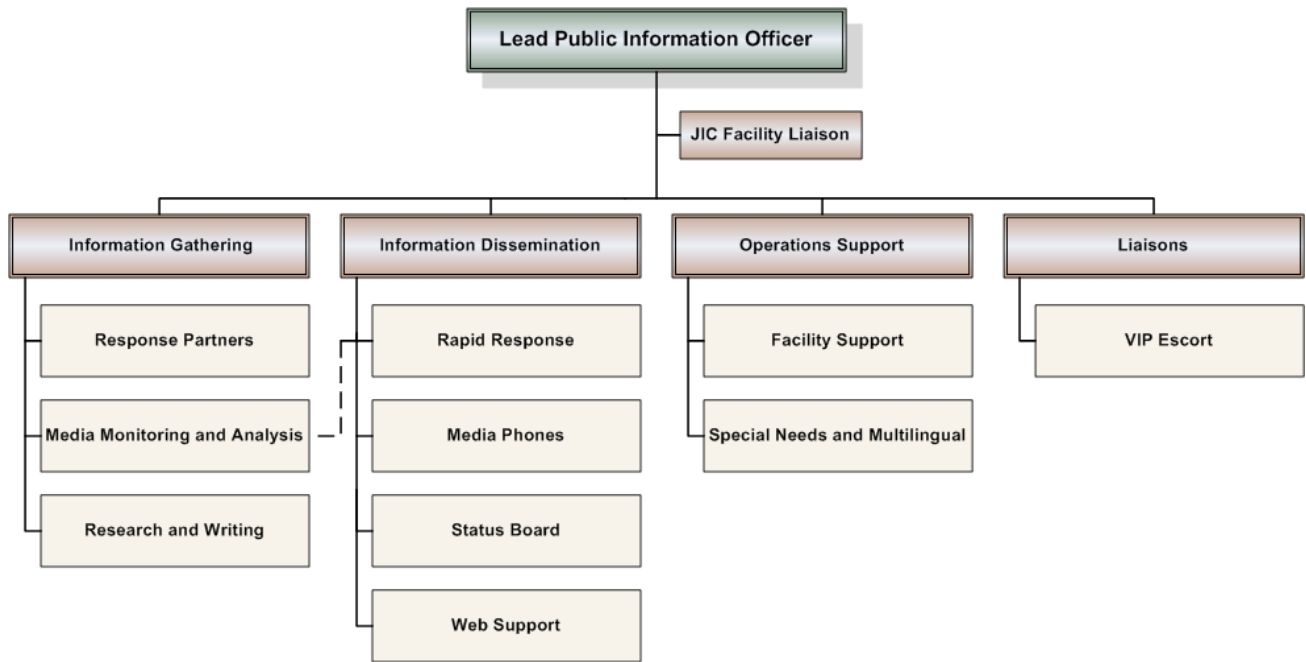 Lead Public Information Officer
JIC Facility Liaison
Information Gathering
Information Dissemination
Operations Support
Liaisons
Response Partners
Rapid Response
Facility Support
VIP Escort
Media Monitoring and Analysis
Media Phones
Special Needs and Multilingual
Research and Writing
Status Board
Web Support